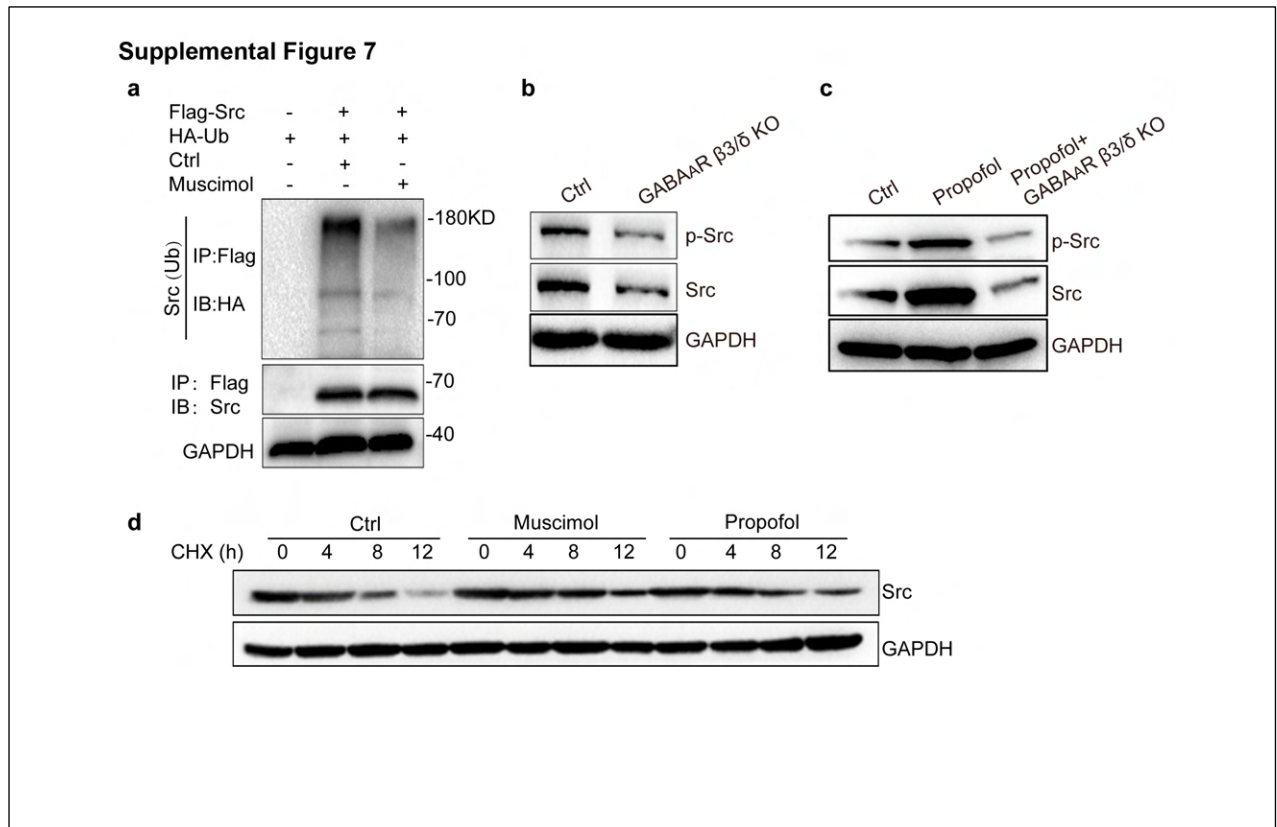 Supplemental Figure 7
a
Flag-Src - + +
HA-Ub + + +
Ctrl - + -
Muscimol - - +
Src (Ub)
IP:Flag
IB:HA
-180KD
-100
-70
IP: Flag
IB: Src
-70
GAPDH
-40
b
Ctrl
GABAAR β3/δ KO
p-Src
Src
GAPDH
c
Ctrl
Propofol
Propofol+
GABAAR β3/δ KO
p-Src
Src
GAPDH
d
Ctrl Muscimol Propofol
CHX (h) 0 4 8 12 0 4 8 12 0 4 8 12
Src
GAPDH